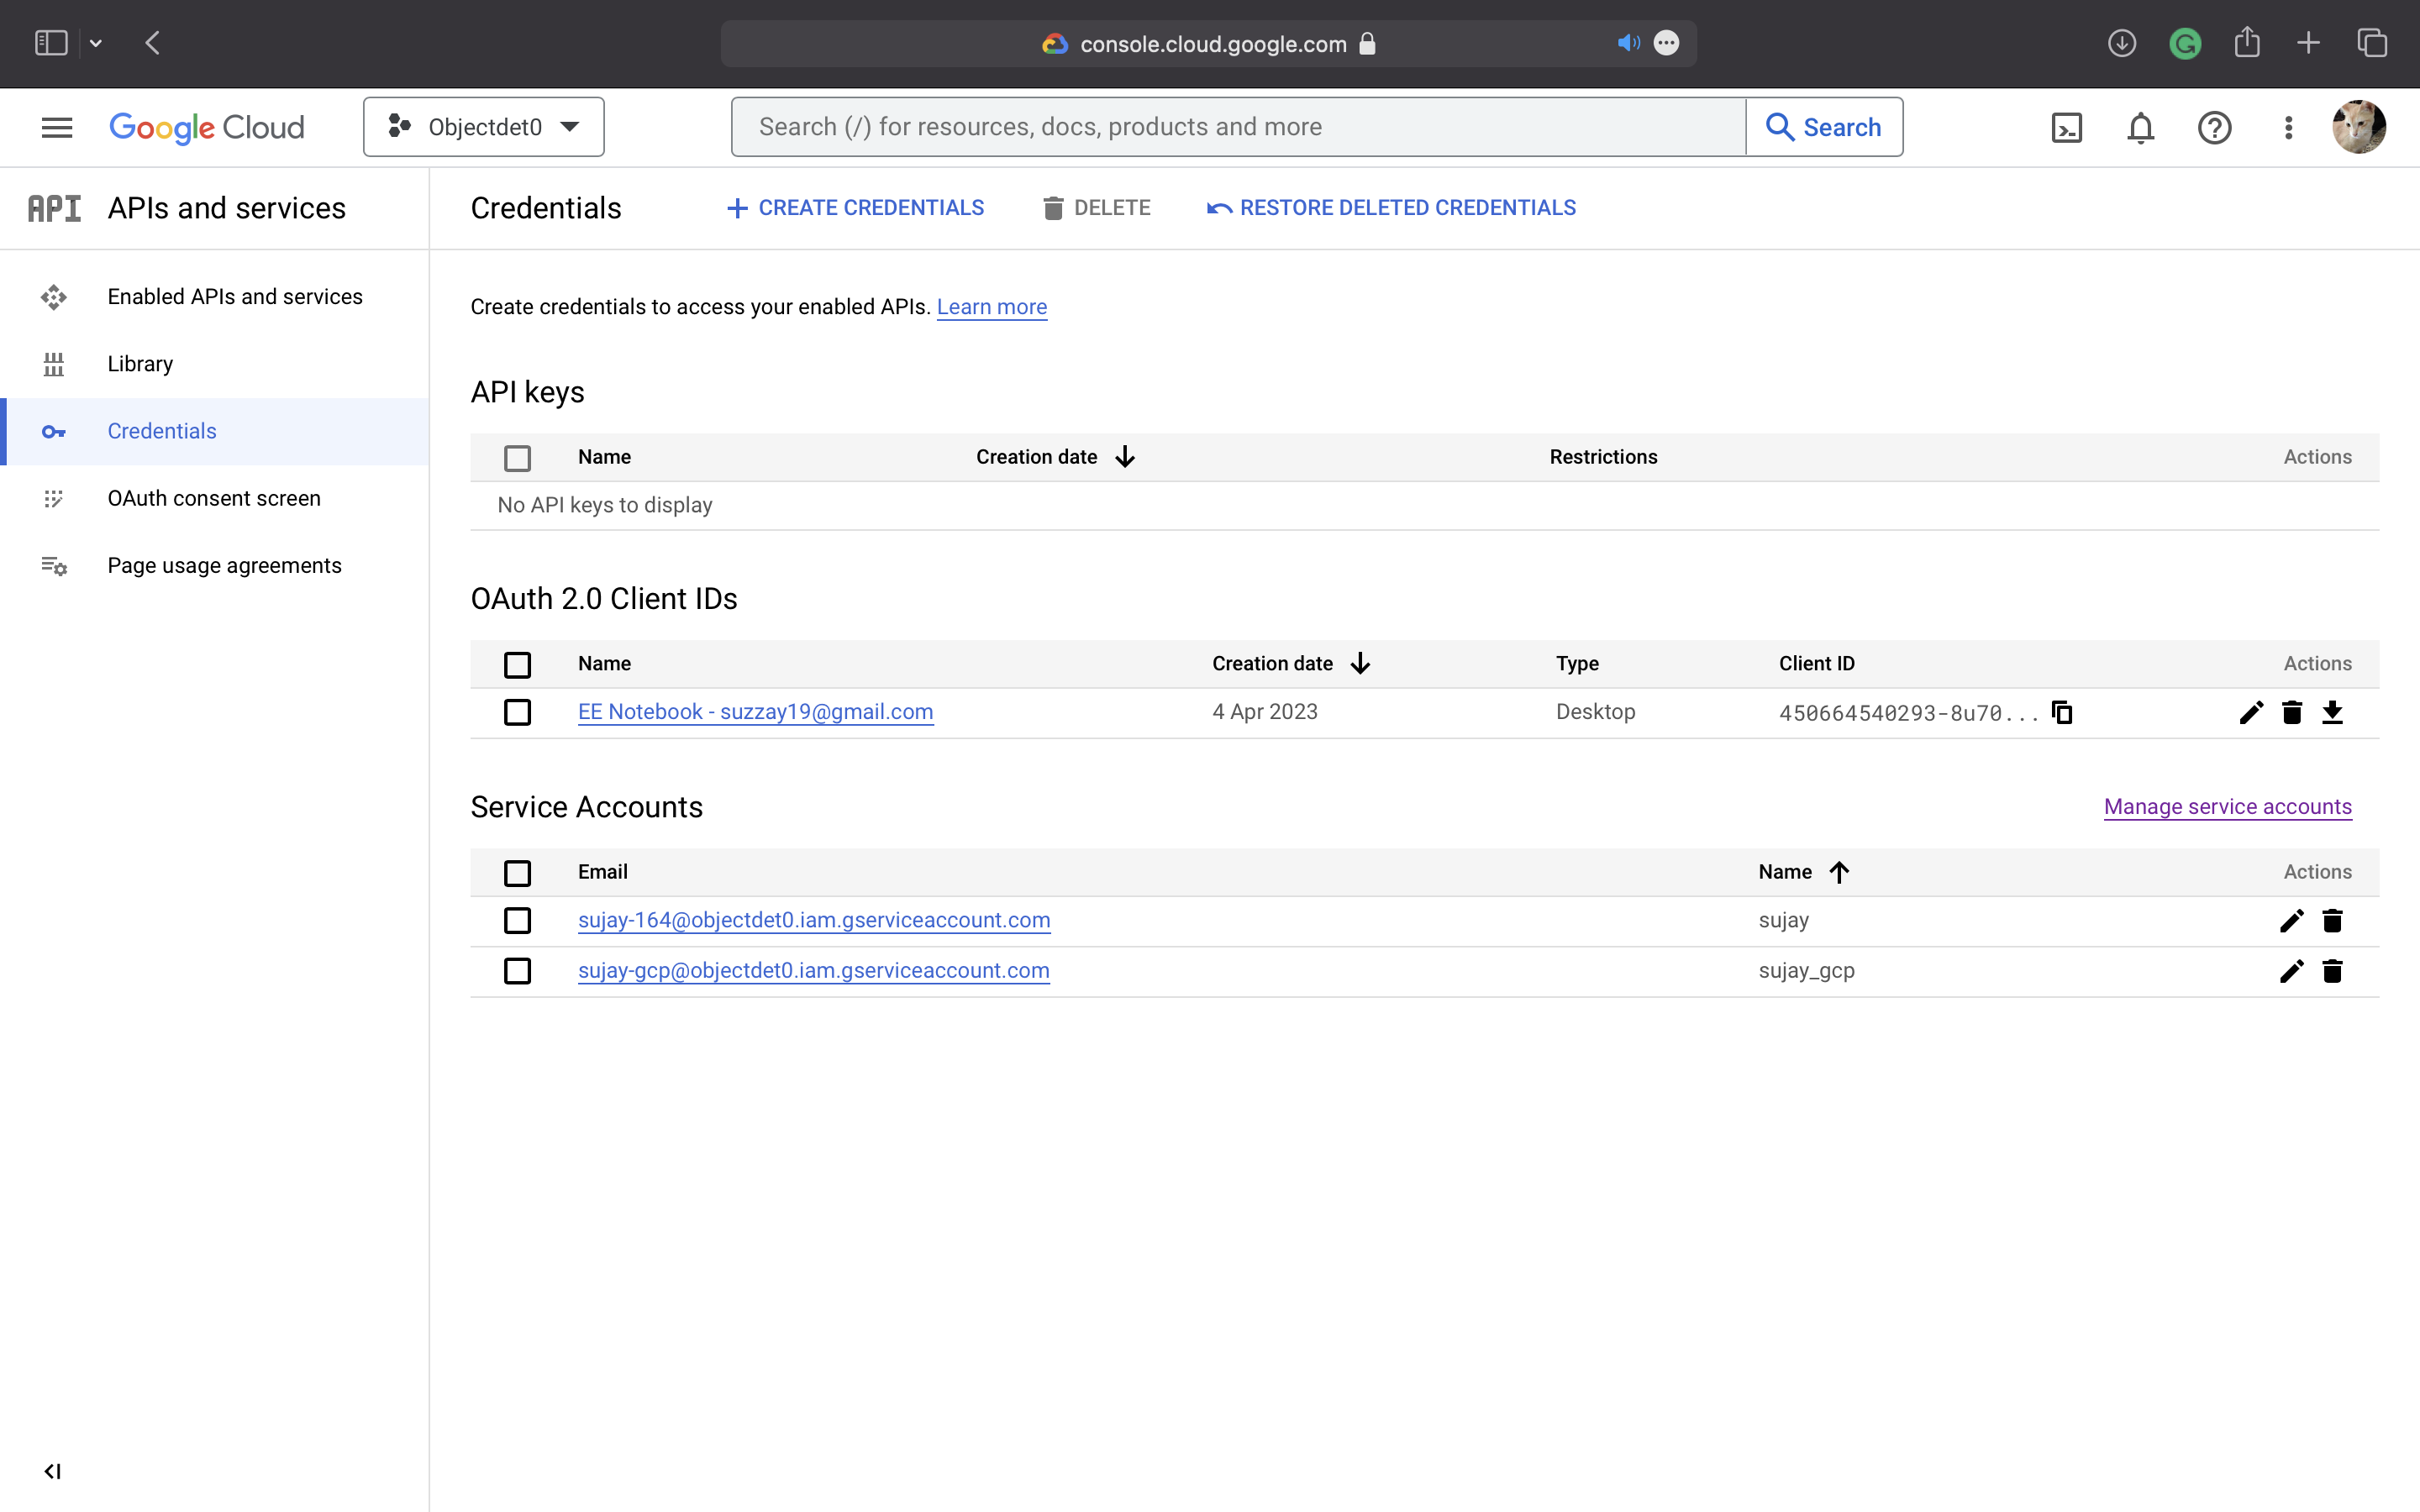 console.cloud.google.com
Google Cloud
Objectdet0
Search (/) for resources, docs, products and more
Search
API
APIs and services
Credentials
CREATE CREDENTIALS
DELETE
RESTORE DELETED CREDENTIALS
Enabled APIs and services
Library
Credentials
OAuth consent screen
Page usage agreements
Create credentials to access your enabled APIs. Learn more
API keys
Name Creation date Restrictions Actions
No API keys to display
OAuth 2.0 Client IDs
Name Creation date Type Client ID Actions
EE Notebook - suzzay19@gmail.com 4 Apr 2023 Desktop 450664540293-8u70...
Service Accounts Manage service accounts
Email Name Actions
sujay-164@objectdet0.iam.gserviceaccount.com sujay
sujay-gcp@objectdet0.iam.gserviceaccount.com sujay_gcp